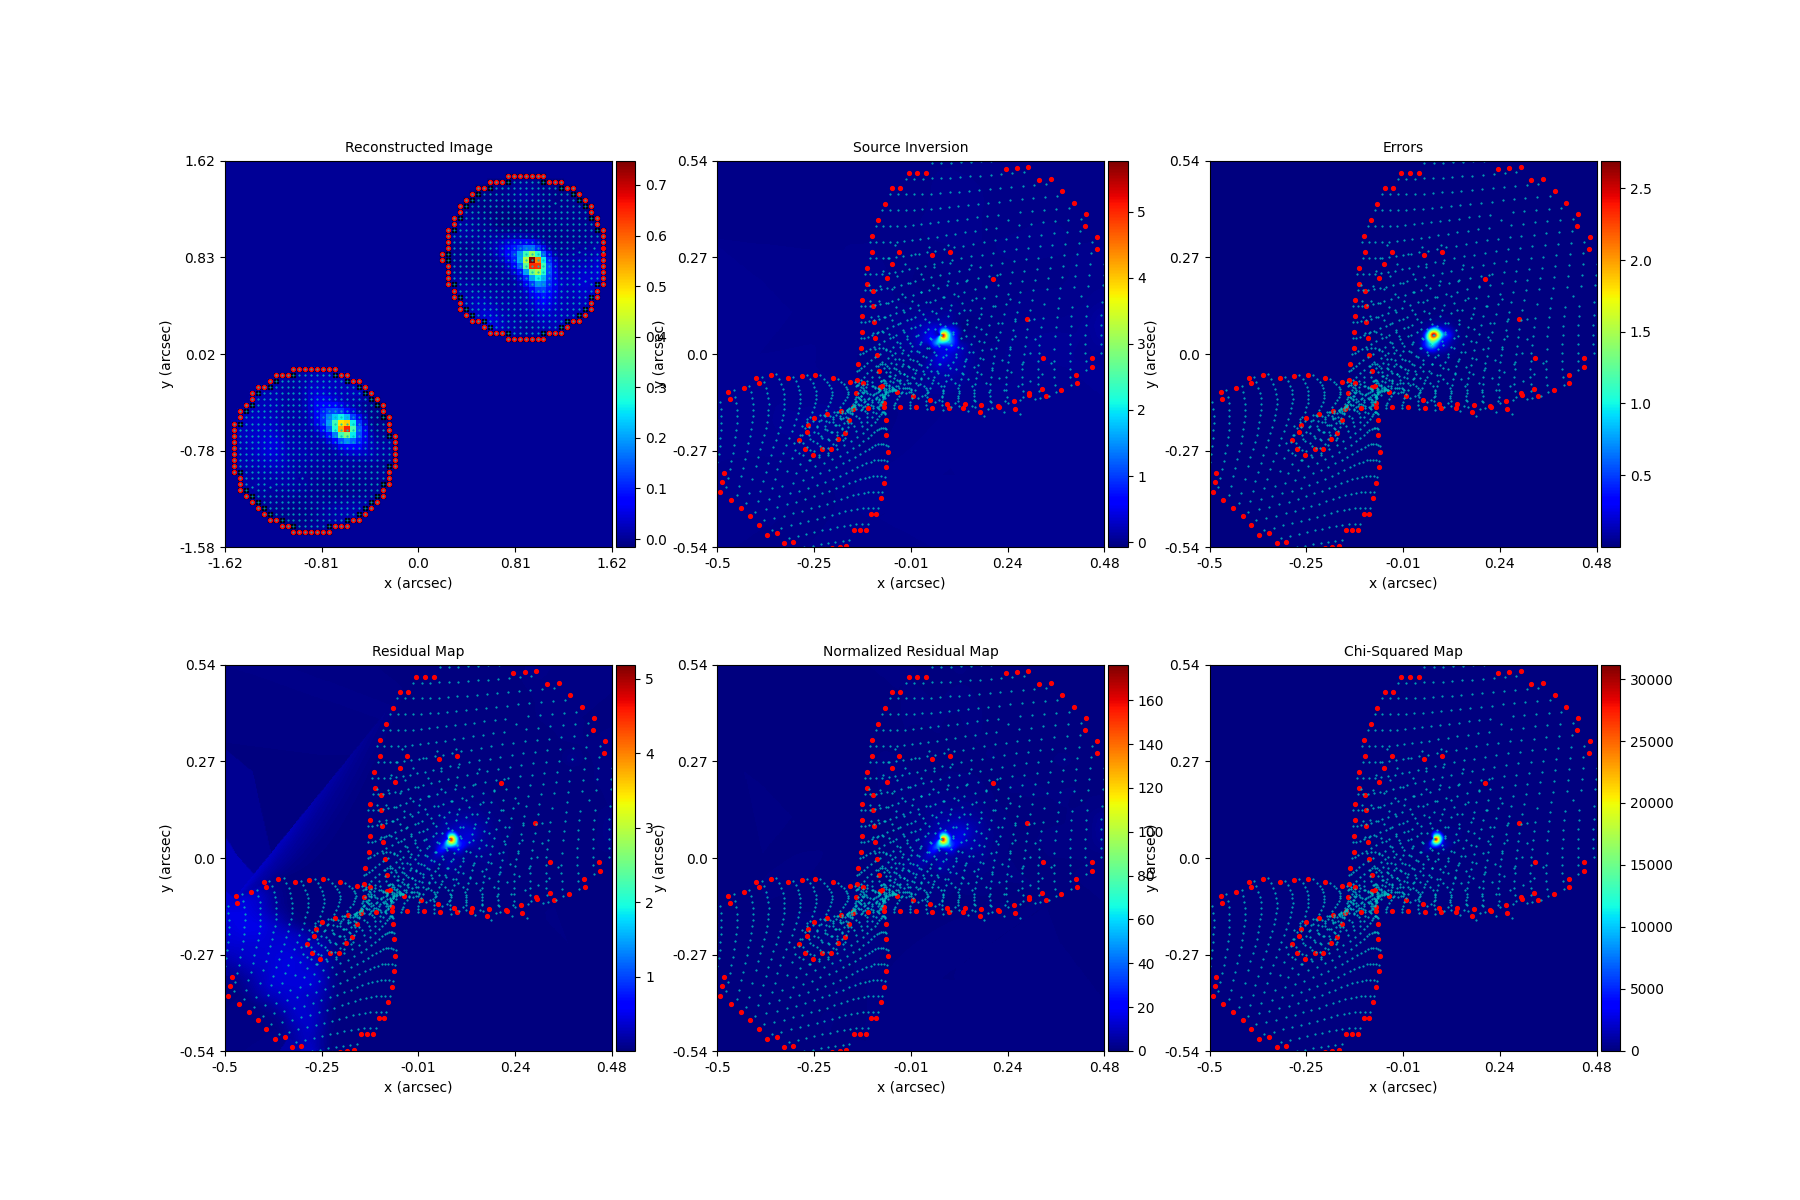 Reconstructed Image
1.62
0.83
0.02
-0.78
-1.58
y (arcsec)
-1.62 -0.81 0.0 0.81 1.62
x (arcsec)
0.7
0.6
0.5
0.4
0.3
0.2
0.1
0.0
Source Inversion
0.54
0.27
0.0
-0.27
-0.54
y (arcsec)
-0.5 -0.25 -0.01 0.24 0.48
x (arcsec)
5
4
3
2
1
0
Errors
0.54
0.27
0.0
-0.27
-0.54
y (arcsec)
-0.5 -0.25 -0.01 0.24 0.48
x (arcsec)
2.5
2.0
1.5
1.0
0.5
Residual Map
0.54
0.27
0.0
-0.27
-0.54
y (arcsec)
-0.5 -0.25 -0.01 0.24 0.48
x (arcsec)
5
4
3
2
1
Normalized Residual Map
0.54
0.27
0.0
-0.27
-0.54
y (arcsec)
-0.5 -0.25 -0.01 0.24 0.48
x (arcsec)
160
140
120
100
80
60
40
20
0
Chi-Squared Map
0.54
0.27
0.0
-0.27
-0.54
y (arcsec)
-0.5 -0.25 -0.01 0.24 0.48
x (arcsec)
30000
25000
20000
15000
10000
5000
0